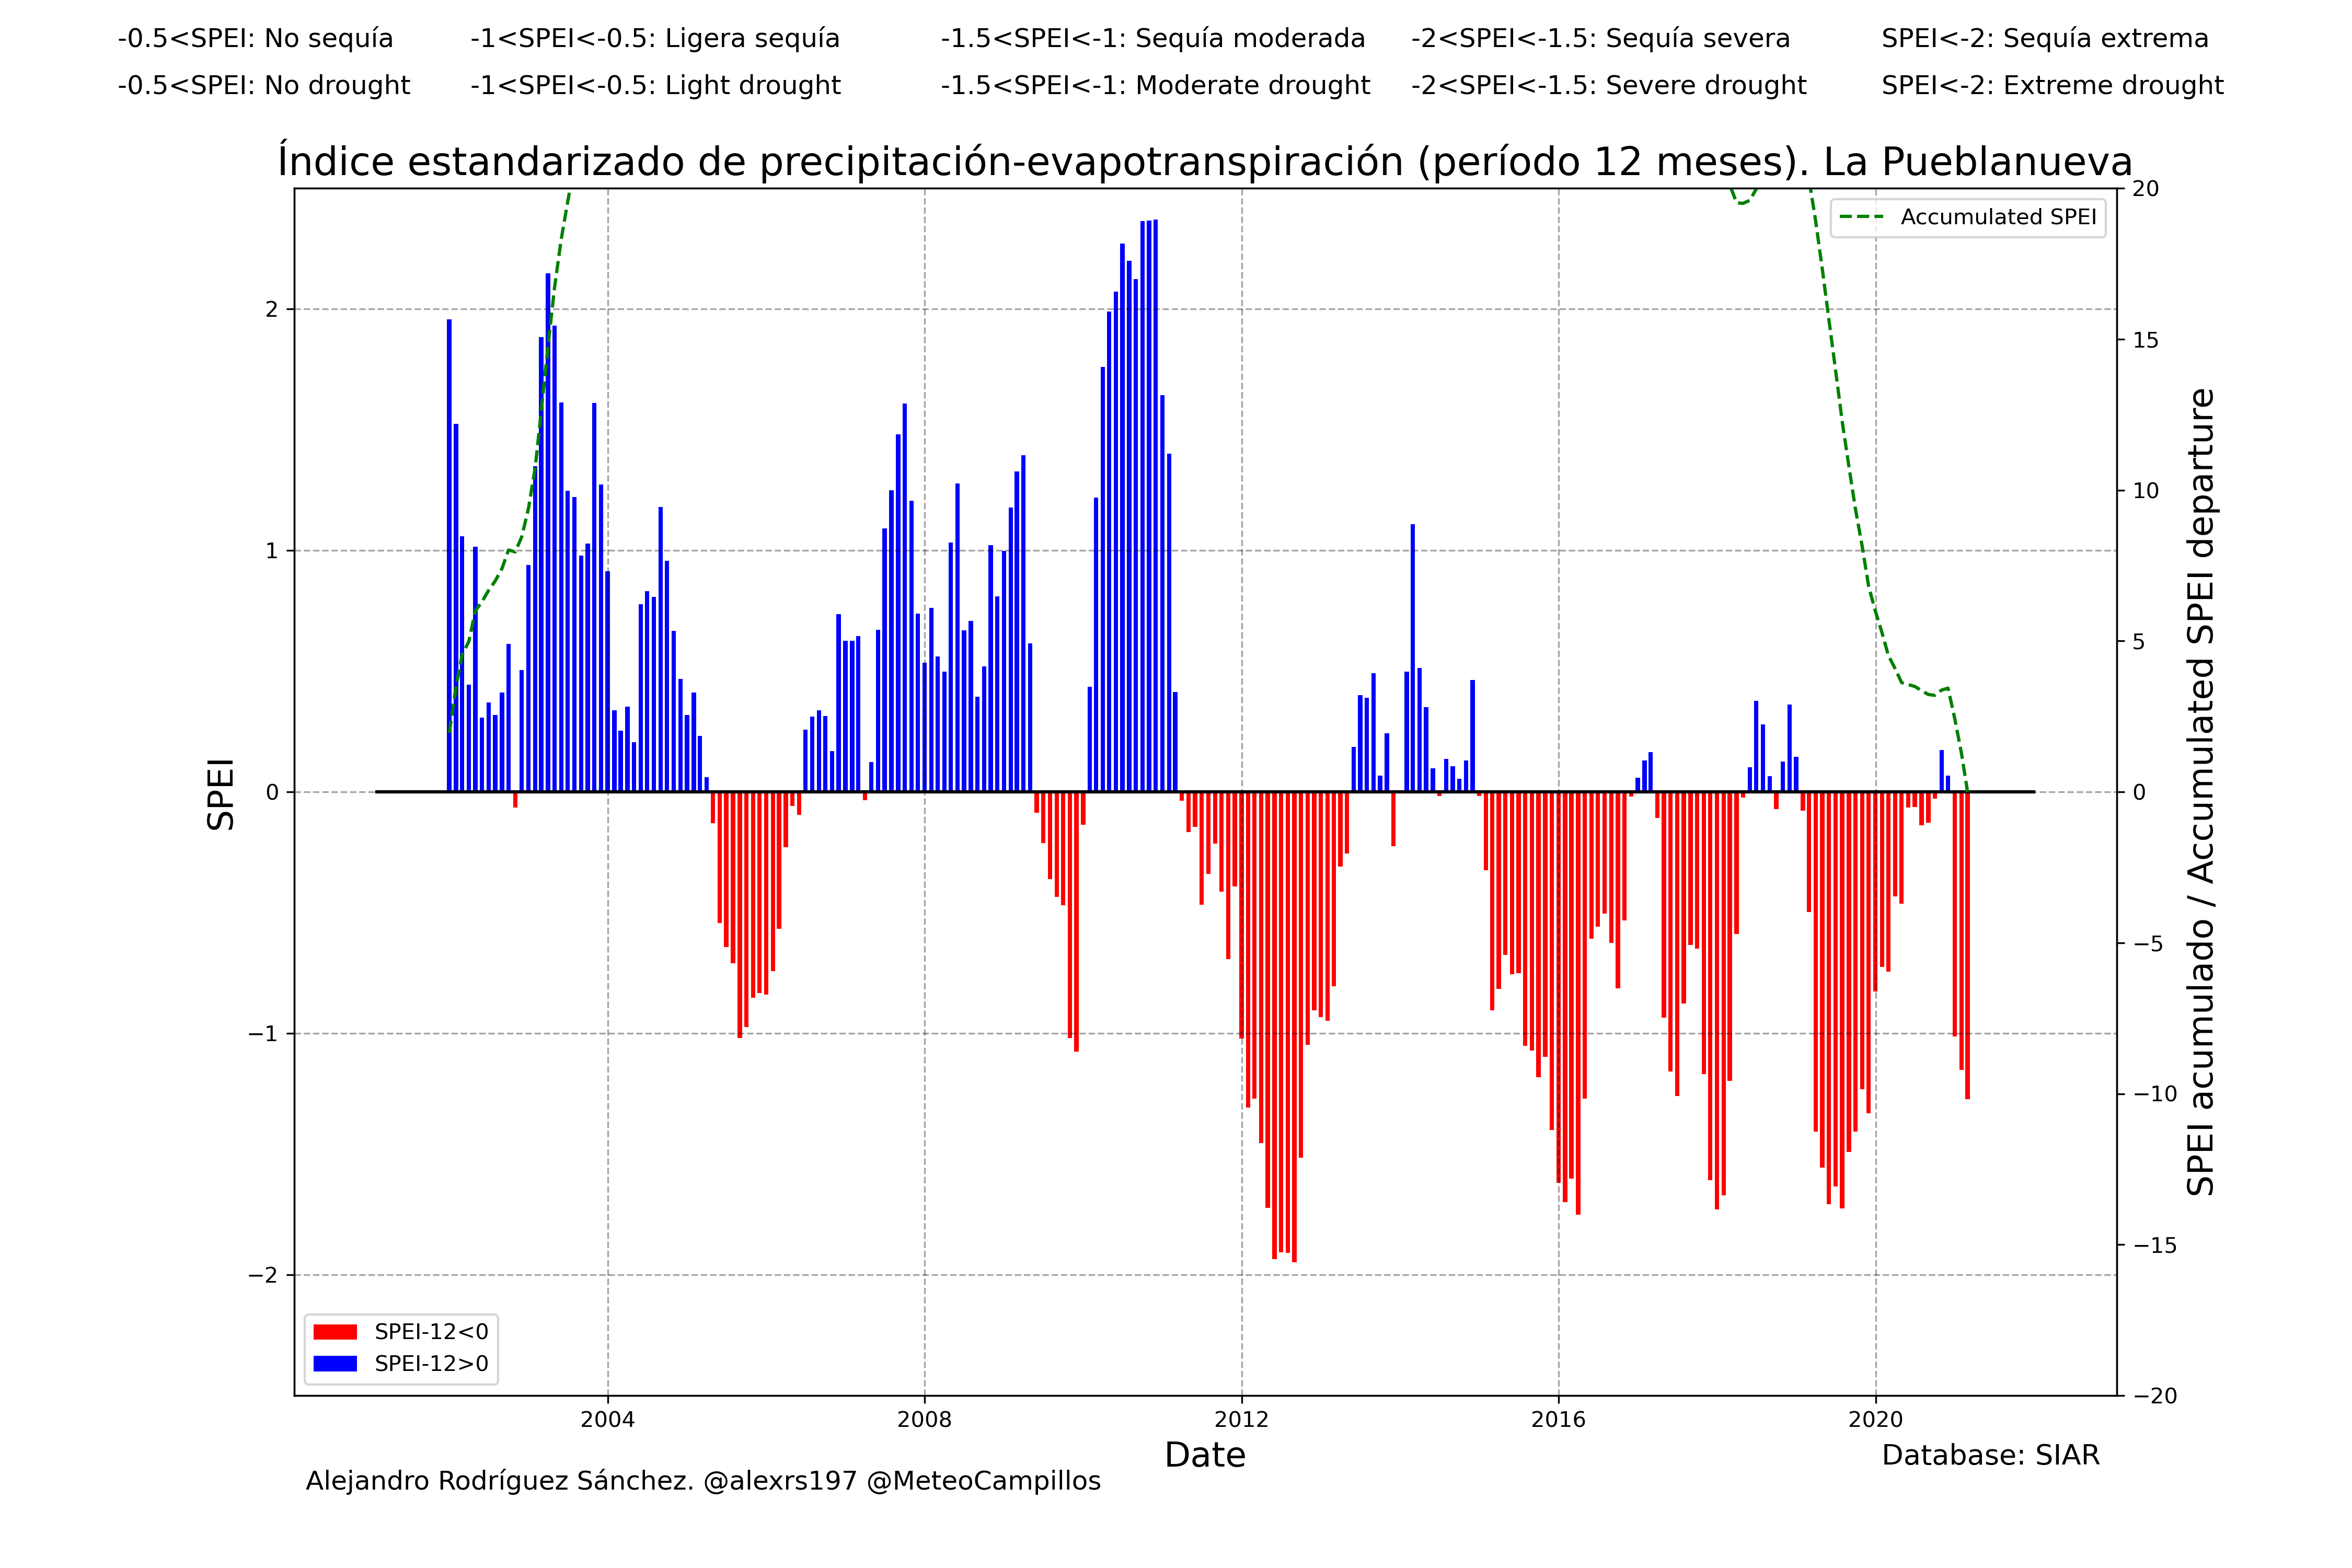 -0.5<SPEI: No sequía -1<SPEI<-0.5: Ligera sequía -1.5<SPEI<-1: Sequía moderada -2<SPEI<-1.5: Sequía severa SPEI<-2: Sequía extrema
-0.5<SPEI: No drought -1<SPEI<-0.5: Light drought -1.5<SPEI<-1: Moderate drought -2<SPEI<-1.5: Severe drought SPEI<-2: Extreme drought
Índice estandarizado de precipitación-evapotranspiración (período 12 meses). La Pueblanueva
SPEI
2
1
0
−1
−2
Accumulated SPEI
20
15
10
5
0
−5
−10
−15
−20
SPEI acumulado / Accumulated SPEI departure
SPEI-12<0
SPEI-12>0
2004 2008 2012 2016 2020
Date
Database: SIAR
Alejandro Rodríguez Sánchez. @alexrs197 @MeteoCampillos